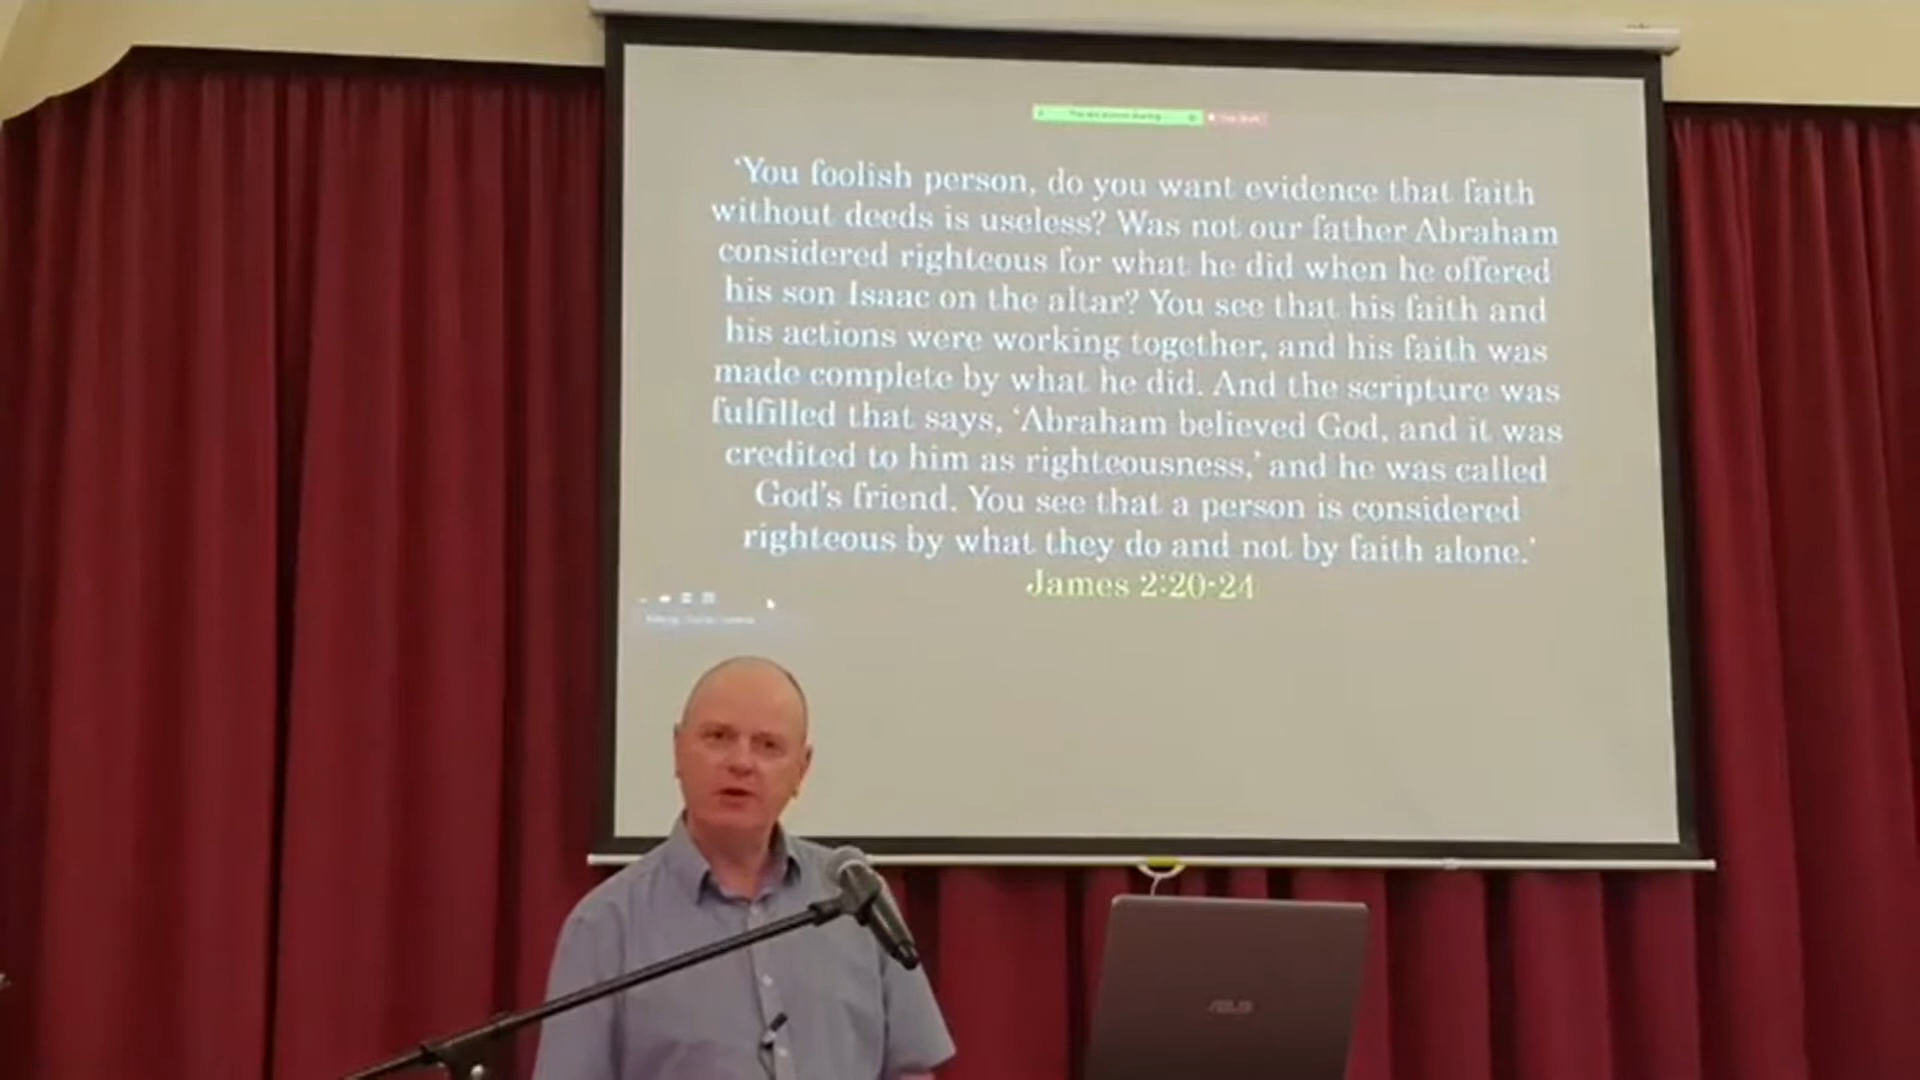 ‘You foolish person, do you want evidence that faith
without deeds is useless? Was not our father Abraham
considered righteous for what he did when he offered
his son Isaac on the altar? You see that his faith and
his actions were working together, and his faith was
made complete by what he did. And the scripture was
fulfilled that says, ‘Abraham believed God, and it was
credited to him as righteousness,’ and he was called
God’s friend. You see that a person is considered
righteous by what they do and not by faith alone.’
James 2:20-24
ASUS